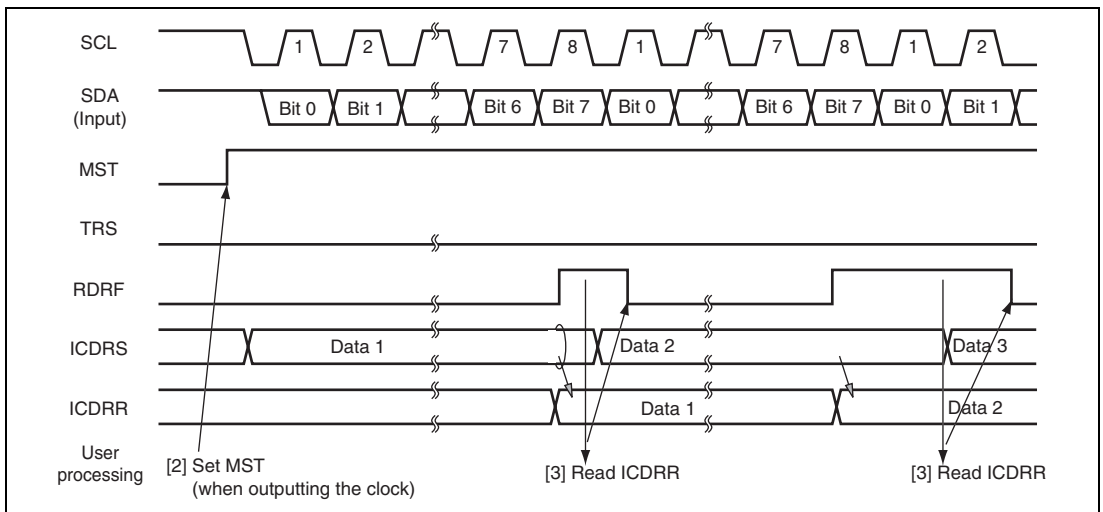 SCL 1 2 7 8 1 7 8 1 2
SDA
(Input)
Bit 0 Bit 1 Bit 6 Bit 7 Bit 0 Bit 6 Bit 7 Bit 0 Bit 1
MST
TRS
RDRF
ICDRS Data 1 Data 2 Data 3
ICDRR Data 1 Data 2
User
processing
[2] Set MST
(when outputting the clock)
[3] Read ICDRR
[3] Read ICDRR